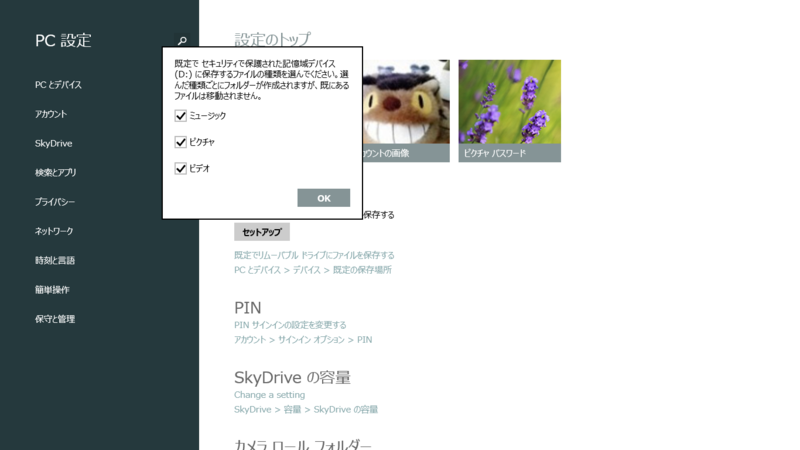 PC 設定
PC とデバイス
アカウント
SkyDrive
検索とアプリ
プライバシー
ネットワーク
時刻と言語
簡単操作
保守と管理
設定のトップ
既定で セキュリティで保護された記憶域デバイス
(D:) に保存するファイルの種類を選んでください。選
んだ種類ごとにフォルダーが作成されますが、既にある
ファイルは移動されません。
ミュージック
ピクチャ
ビデオ
OK
カウントの画像
ピクチャ パスワード
保存する
セットアップ
既定でリムーバブル ドライブにファイルを保存する
PC とデバイス > デバイス > 既定の保存場所
PIN
PIN サインインの設定を変更する
アカウント > サインイン オプション > PIN
SkyDrive の容量
Change a setting
SkyDrive > 容量 > SkyDrive の容量
カメラ ロール フォルダー